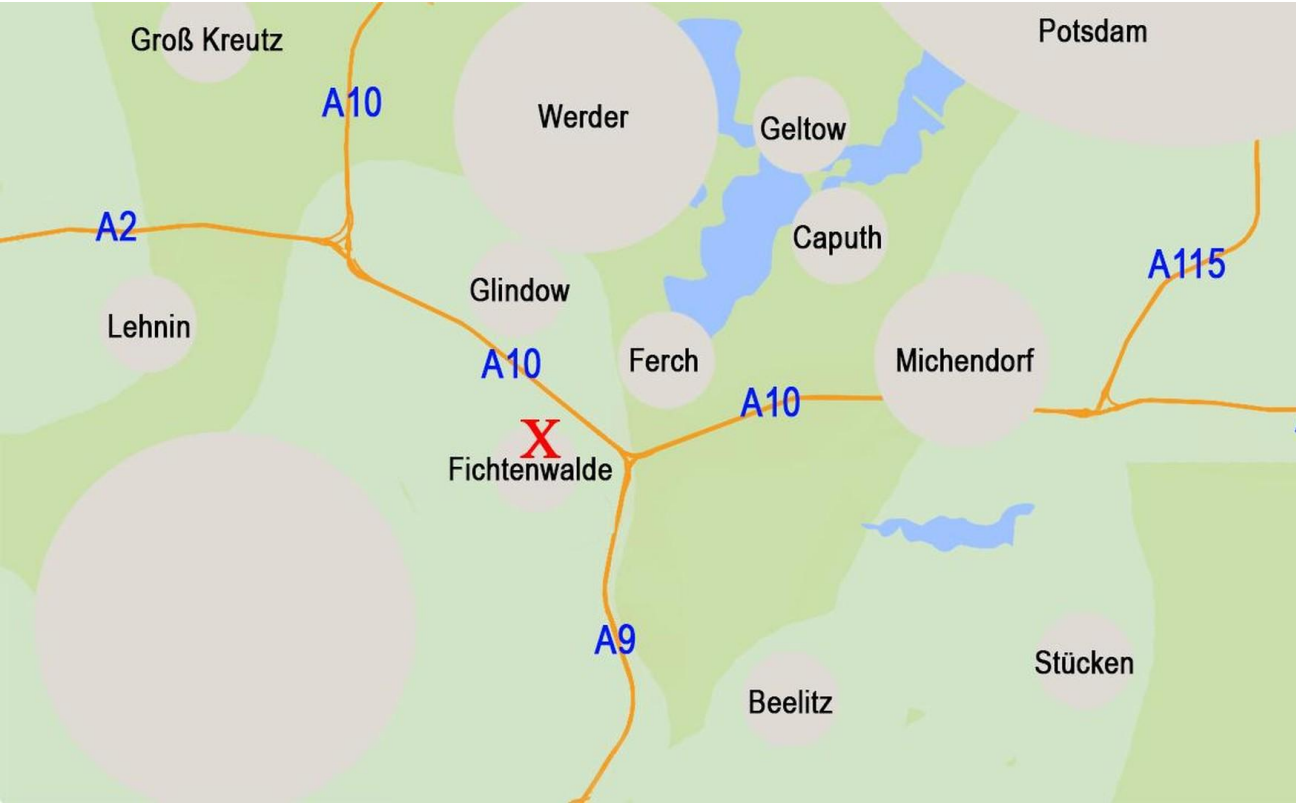 Potsdam
Groß Kreutz
A10
Werder
Geltow
A2
Caputh
A115
Glindow
Lehnin
A10
Ferch
Michendorf
A10
X
Fichtenwalde
A9
Stücken
Beelitz